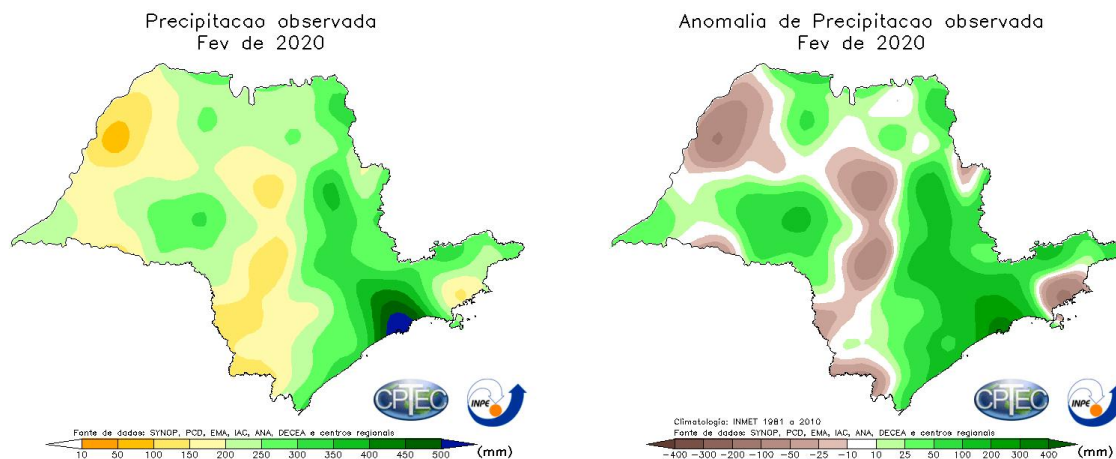 Precipitacao observada
Fev de 2020
CPTEC
INPE
Fonte de dados: SYNOP, PCD, EMA, IAC, ANA, DECEA e centros regionais
10 50 100 150 200 250 300 350 400 450 500 (mm)
Anomalia de Precipitacao observada
Fev de 2020
CPTEC
INPE
Climatologia: INMET 1981 a 2010
Fonte de dados: SYNOP, PCD, EMA, IAC, ANA, DECEA e centros regionais
-400 -300 -200 -100 -50 -25 -10 10 25 50 100 200 300 400 (mm)